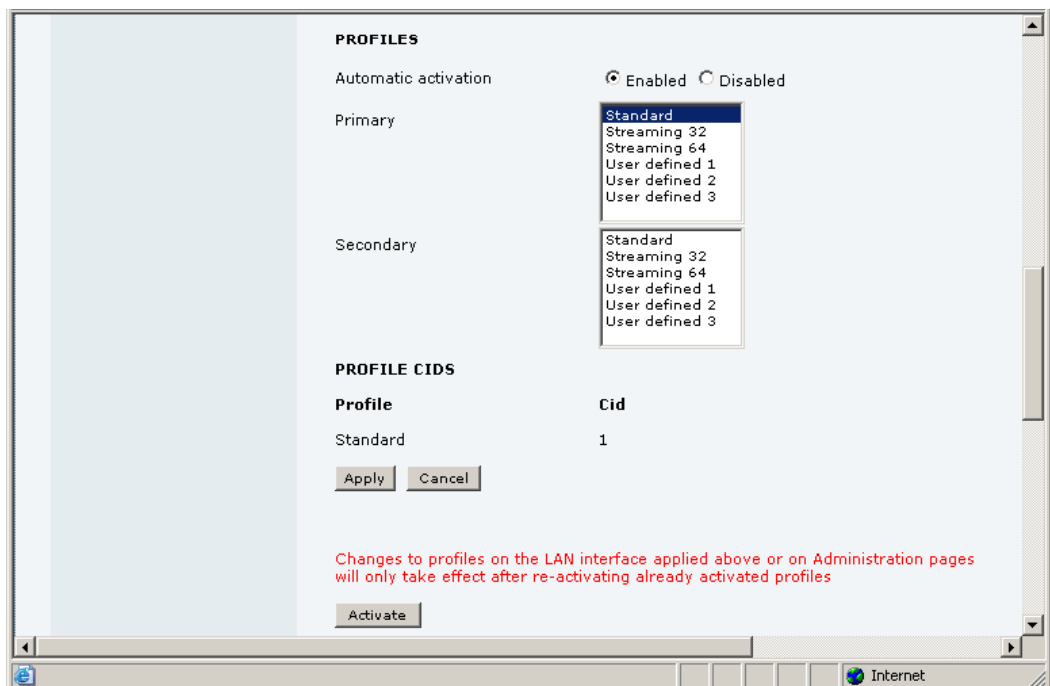 PROFILES
Automatic activation Enabled Disabled
Primary
Standard
Streaming 32
Streaming 64
User defined 1
User defined 2
User defined 3
Secondary
Standard
Streaming 32
Streaming 64
User defined 1
User defined 2
User defined 3
PROFILE CIDS
Profile Cid
Standard 1
Apply Cancel
Changes to profiles on the LAN interface applied above or on Administration pages
will only take effect after re-activating already activated profiles
Activate
Internet